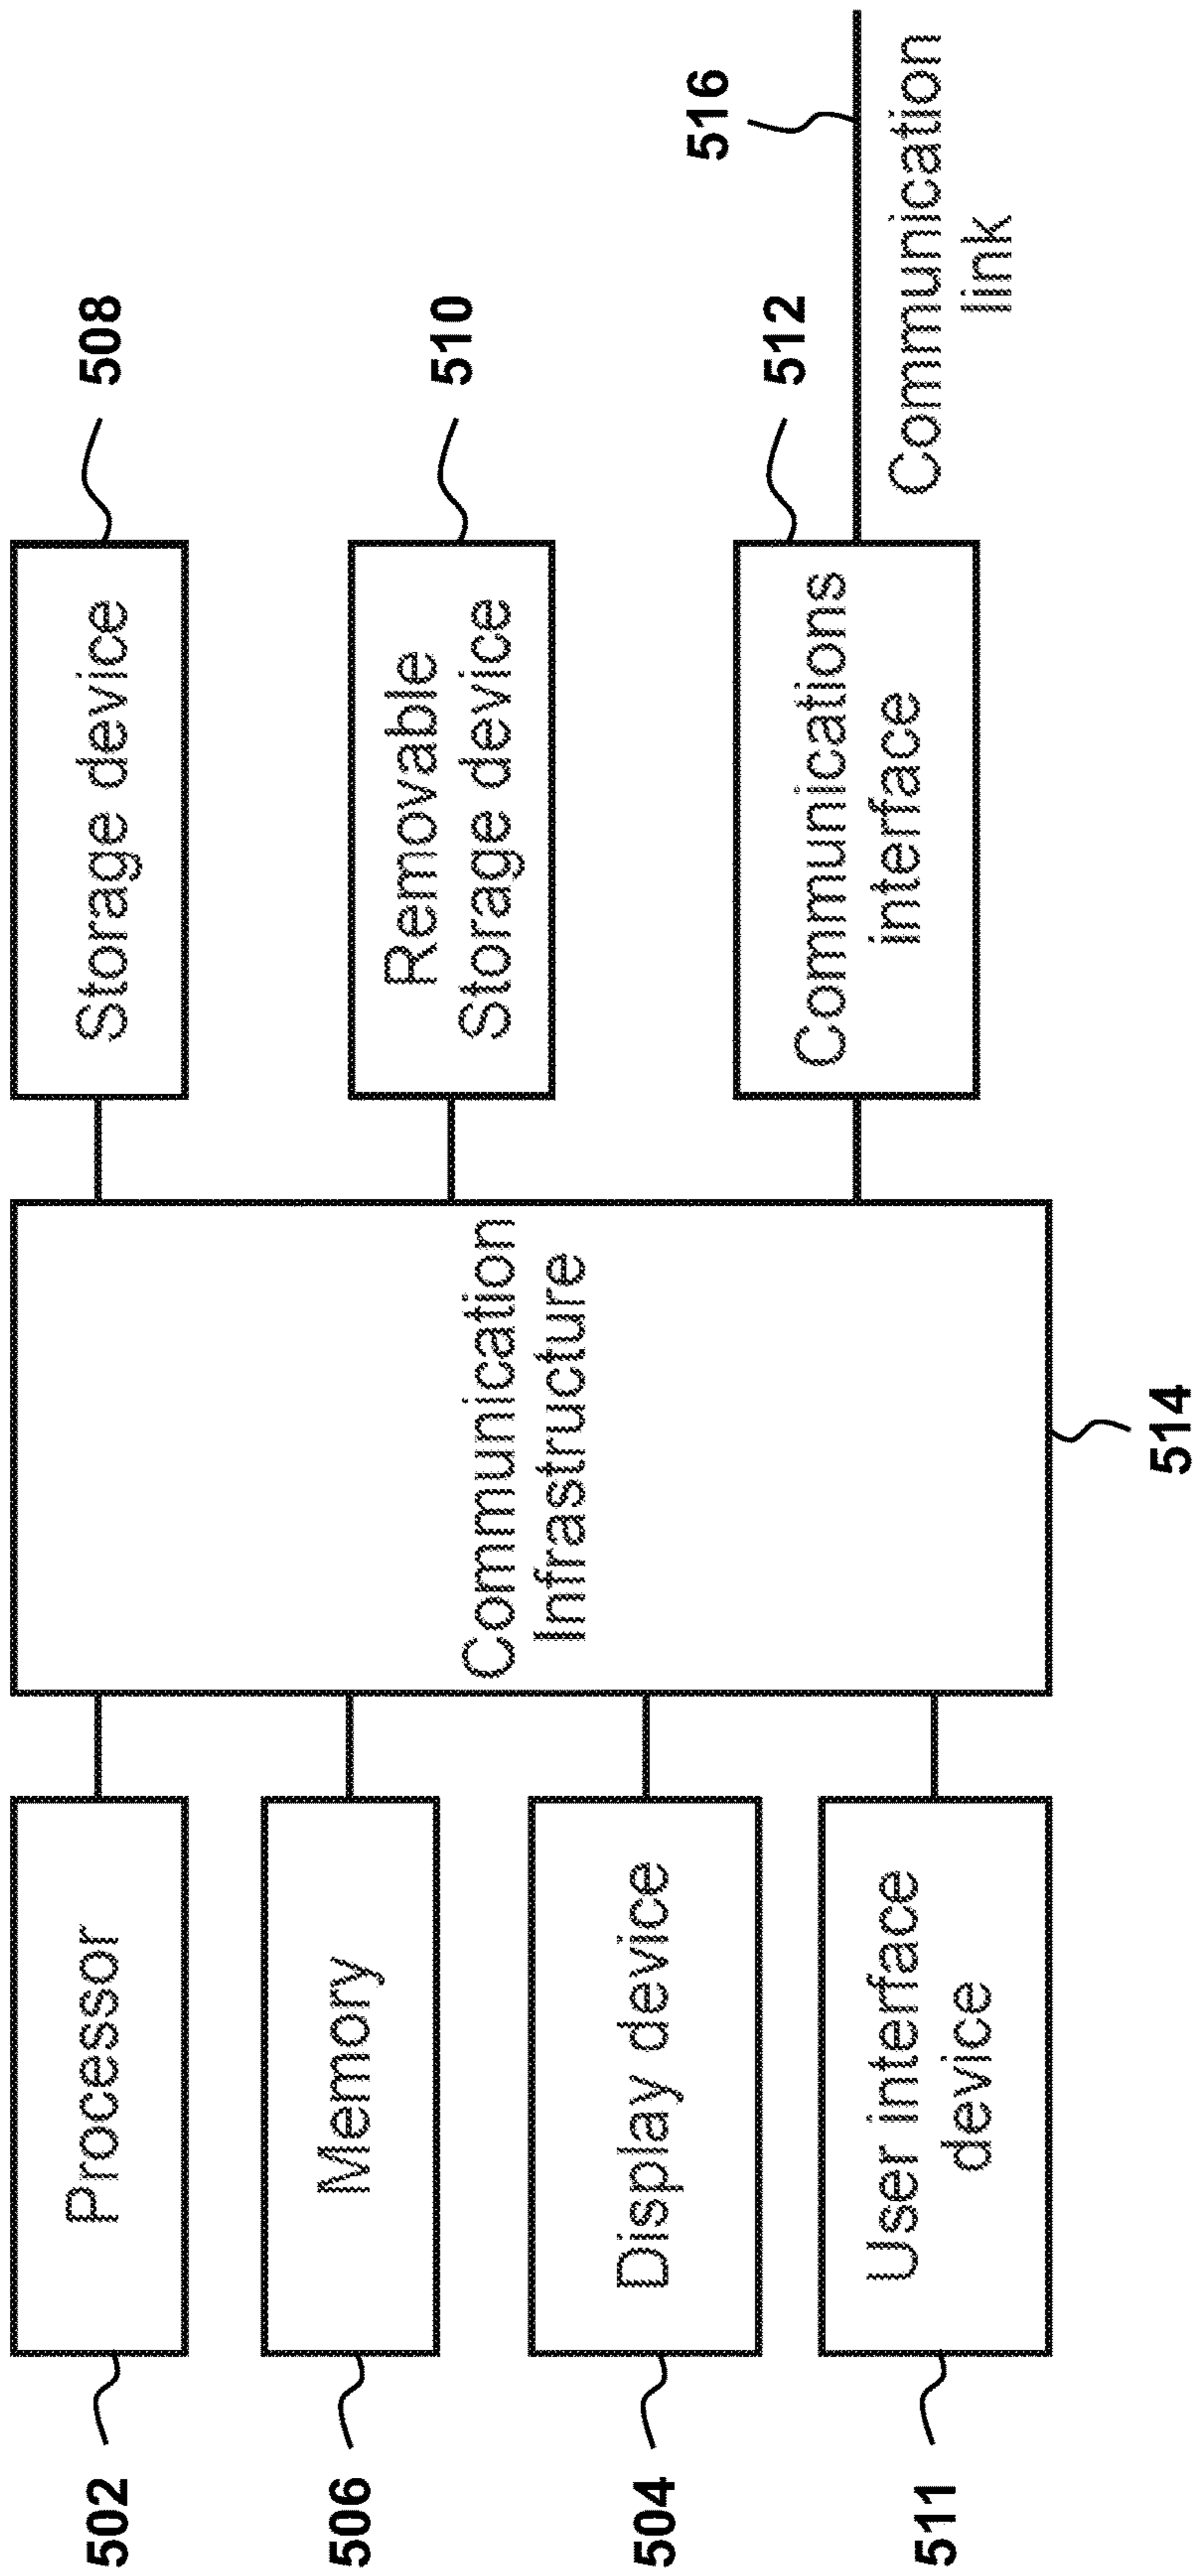 502
Processor
506
Memory
504
Display device
511
User interface
device
Communication
Infrastructure
514
Storage device
508
Removable
Storage device
510
Communications
interface
512
516
Communication
link